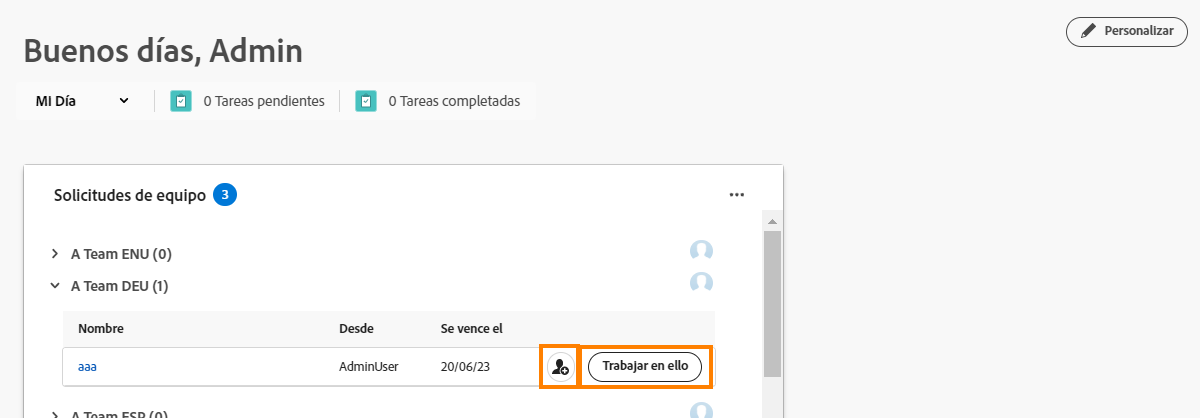 Personalizar
Buenos días, Admin
MI Día
0 Tareas pendientes
0 Tareas completadas
Solicitudes de equipo 3
A Team ENU (0)
A Team DEU (1)
Nombre Desde Se vence el
aaa AdminUser 20/06/23 Trabajar en ello
A Team ESP (0)